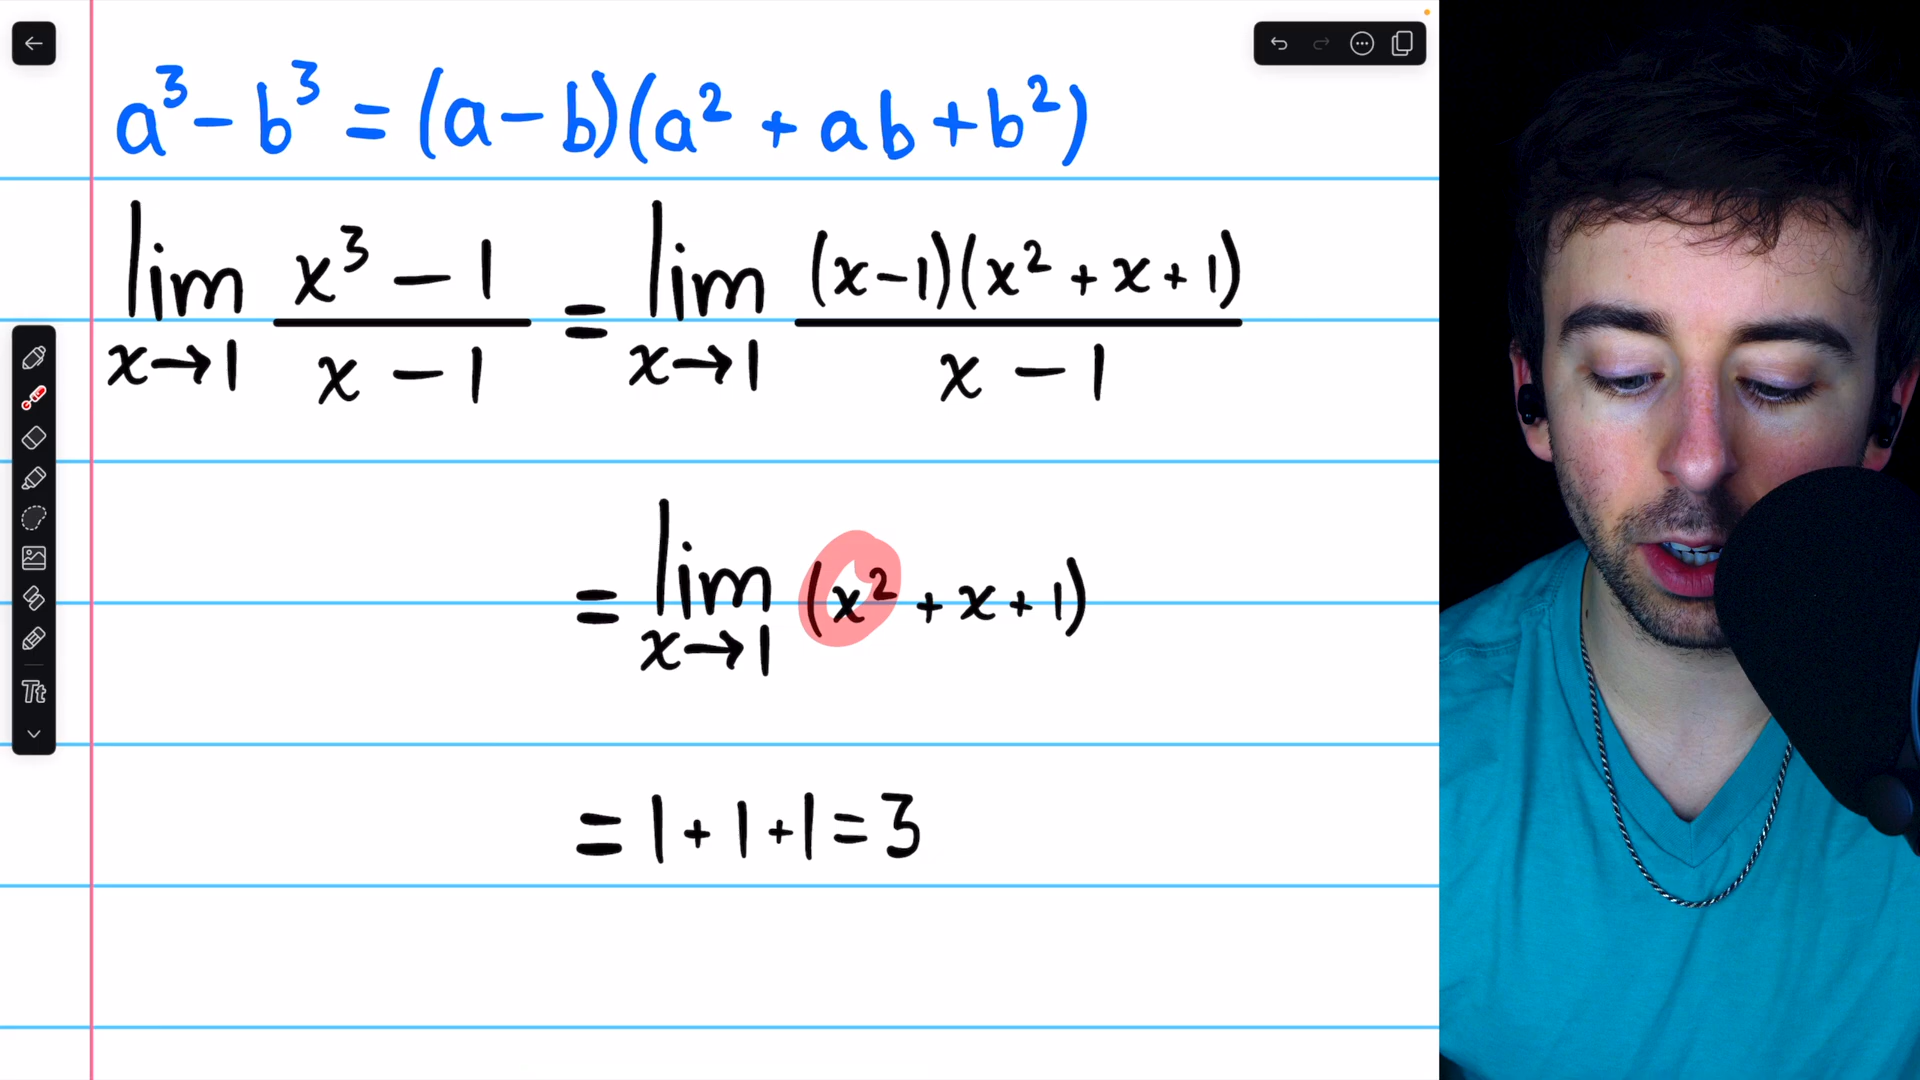 a³ - b³ = (a - b)(a² + ab + b²)
lim x→1 (x³ - 1)/(x - 1) = lim x→1 (x-1)(x² + x + 1)/(x - 1)
= lim x→1 (x² + x + 1)
= 1 + 1 + 1 = 3
Tt